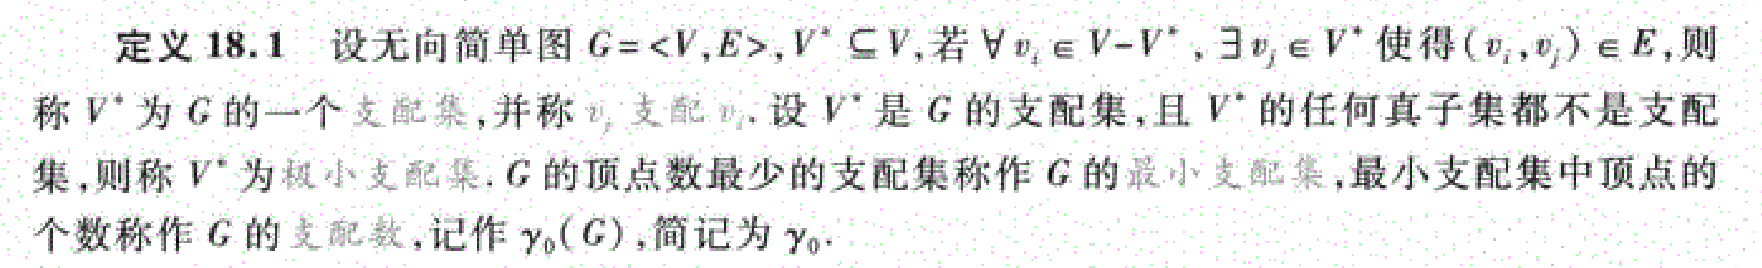 定义 18.1 设无向简单图 G=<V,E>,V*⊆V,若∀vᵢ∈V-V*,∃vⱼ∈V*使得(vᵢ,vⱼ)∈E,则
称 V*为 G 的一个支配集,并称 vⱼ 支配 vᵢ.设 V*是 G 的支配集,且 V*的任何真子集都不是支配
集,则称 V*为极小支配集.G 的顶点数最少的支配集称作 G 的最小支配集,最小支配集中顶点的
个数称作 G 的支配数,记作 γ₀(G),简记为 γ₀.